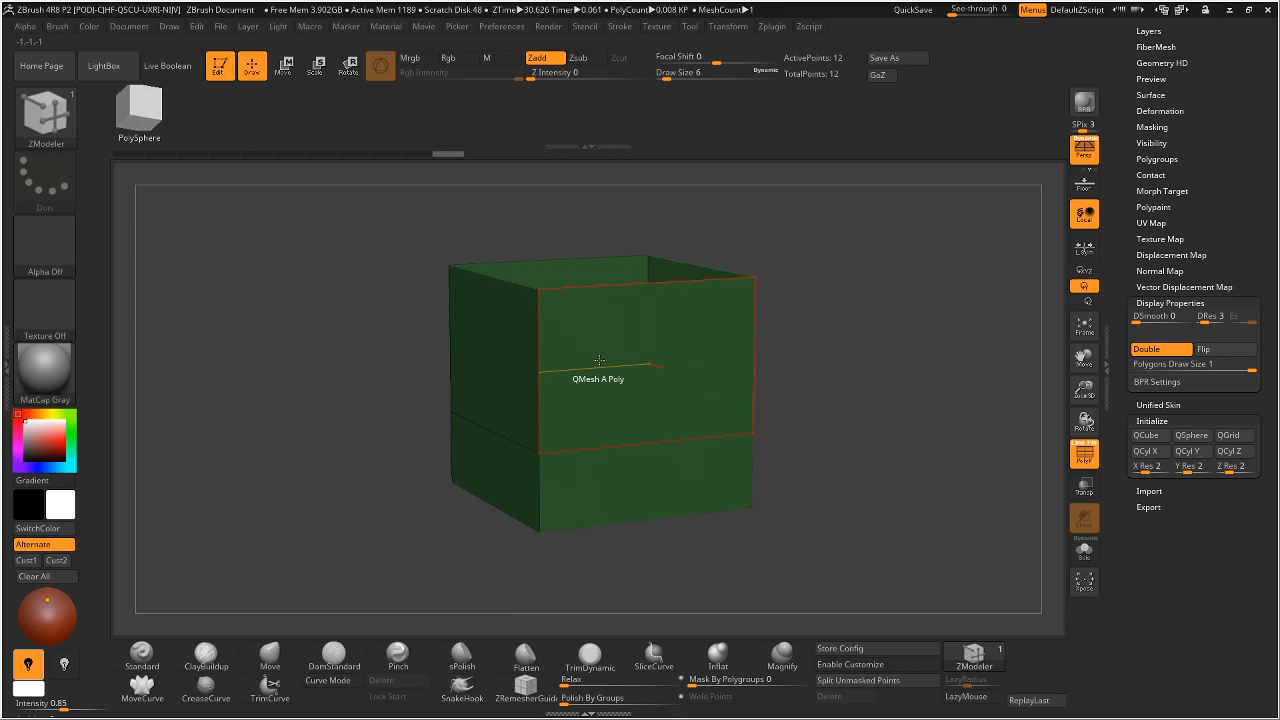 ZBrush 4R8 P2 [POD-CJHF-QSCU-UXRI-NIJV] ZBrush Document • Free Mem 3.902GB • Active Mem 1189 • Scratch Disk 48 • ZTime▶30.626 Timer▶0.061 • PolyCount▶0.008 KP • MeshCount▶1
QuickSave See-through 0 Menus DefaultZScript
Alpha Brush Color Document Draw Edit File Layer Light Macro Marker Material Movie Picker Preferences Render Stencil Stroke Texture Tool Transform Zplugin Zscript
-1,-1,-1
Home Page
LightBox
Live Boolean
Edit
Draw
Move
Scale
Rotate
Mrgb Rgb M
Rgb Intensity
Zadd Zsub Zcut
Z Intensity 0
Focal Shift 0
Draw Size 6
Dynamic
ActivePoints: 12
TotalPoints: 12
Save As
GoZ
1
ZModeler
PolySphere
Dots
Alpha Off
Texture Off
MatCap Gray
Gradient
SwitchColor
Alternate
Cust1 Cust2
Clear All
Intensity 0.85
QMesh A Poly
BPR
SPix 3
Dynamic
Persp
Floor
Local
L.Sym
Frame
Move
Zoom3D
Rotate
Line Fill
PolyF
Transp
Ghost
Dynamic
Solo
Xpose
Layers
FiberMesh
Geometry HD
Preview
Surface
Deformation
Masking
Visibility
Polygroups
Contact
Morph Target
Polypaint
UV Map
Texture Map
Displacement Map
Normal Map
Vector Displacement Map
Display Properties
DSmooth 0 DRes 3 Es
Double Flip
Polygons Draw Size 1
BPR Settings
Unified Skin
Initialize
QCube QSphere QGrid
QCyl X QCyl Y QCyl Z
X Res 2 Y Res 2 Z Res 2
Import
Export
Standard
ClayBuildup
Move
DamStandard
Pinch
sPolish
Flatten
TrimDynamic
SliceCurve
Inflat
Magnify
MoveCurve
CreaseCurve
TrimCurve
Curve Mode
Delete
Lock Start
SnakeHook
ZRemesherGuides
Relax
Polish By Groups
Mask By Polygroups 0
Weld Points
Store Config
Enable Customize
Split Unmasked Points
Delete
1
ZModeler
LazyRadius
LazyMouse
ReplayLast